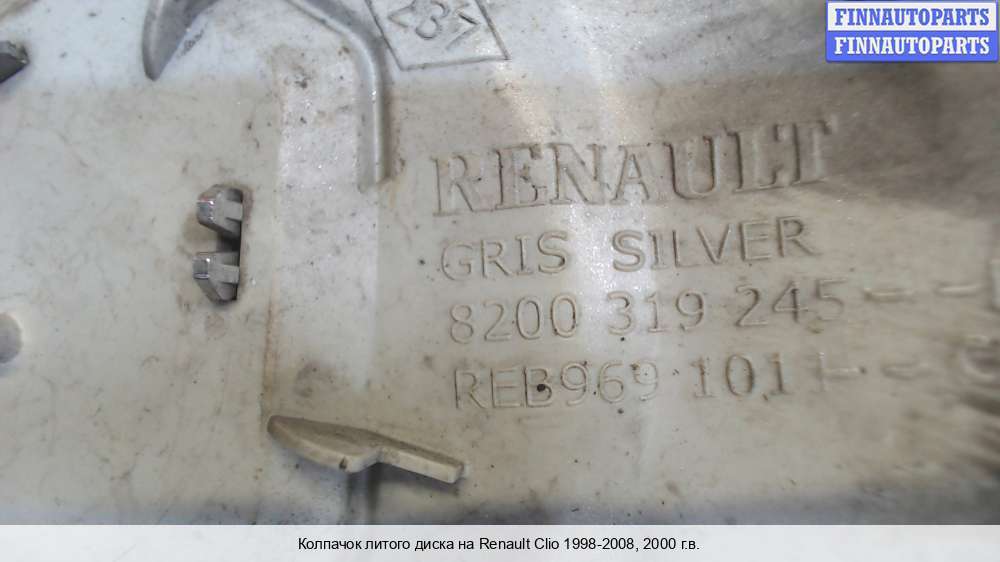 FINNAUTOPARTS
FINNAUTOPARTS
RENAULT
GRIS SILVER
8200 319 245--
REB969 101
Колпачок литого диска на Renault Clio 1998-2008, 2000 г.в.